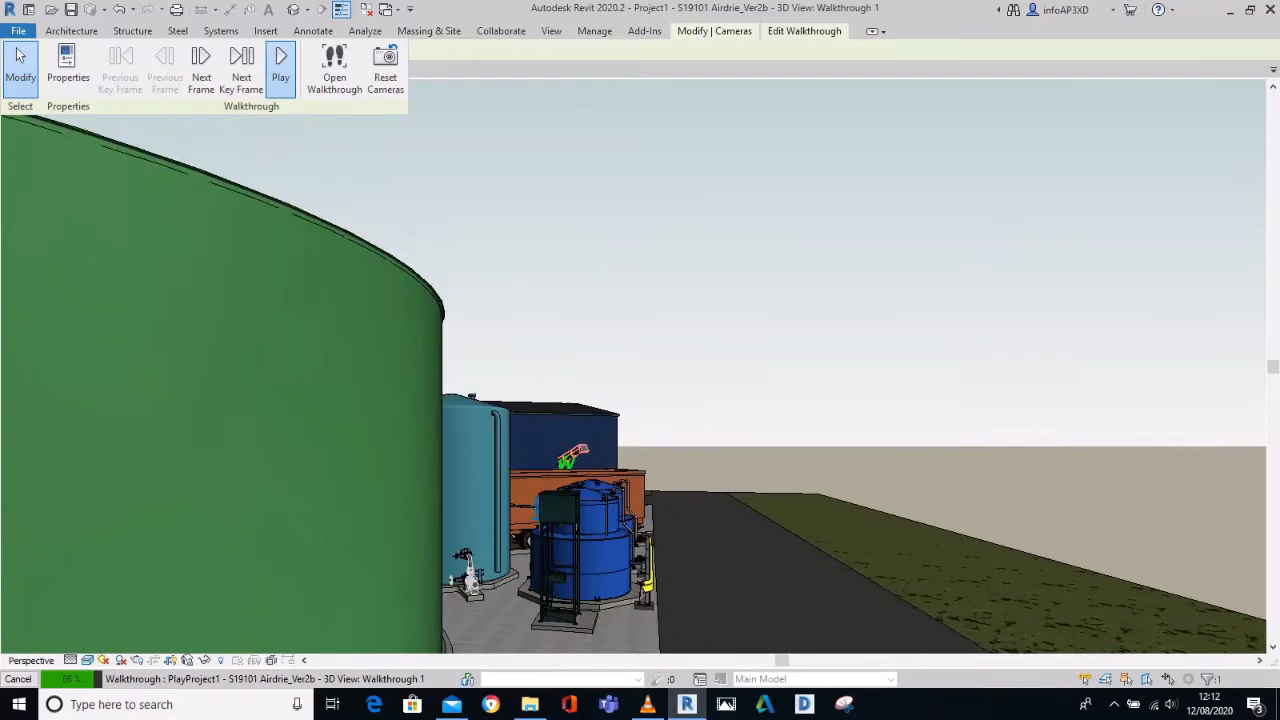 Autodesk Revit 2020.2 - Project1 - S19101 Airdrie_Ver2b - 3D View: Walkthrough 1
infoAP3XD
File Architecture Structure Steel Systems Insert Annotate Analyze Massing & Site Collaborate View Manage Add-Ins Modify | Cameras Edit Walkthrough
Modify Properties Previous Key Frame Previous Frame Next Frame Next Key Frame Play Open Walkthrough Reset Cameras
Select Properties Walkthrough
Perspective
Cancel 86 % Walkthrough : PlayProject1 - S19101 Airdrie_Ver2b - 3D View: Walkthrough 1 :0 Main Model :1
Type here to search
12:12
12/08/2020
3